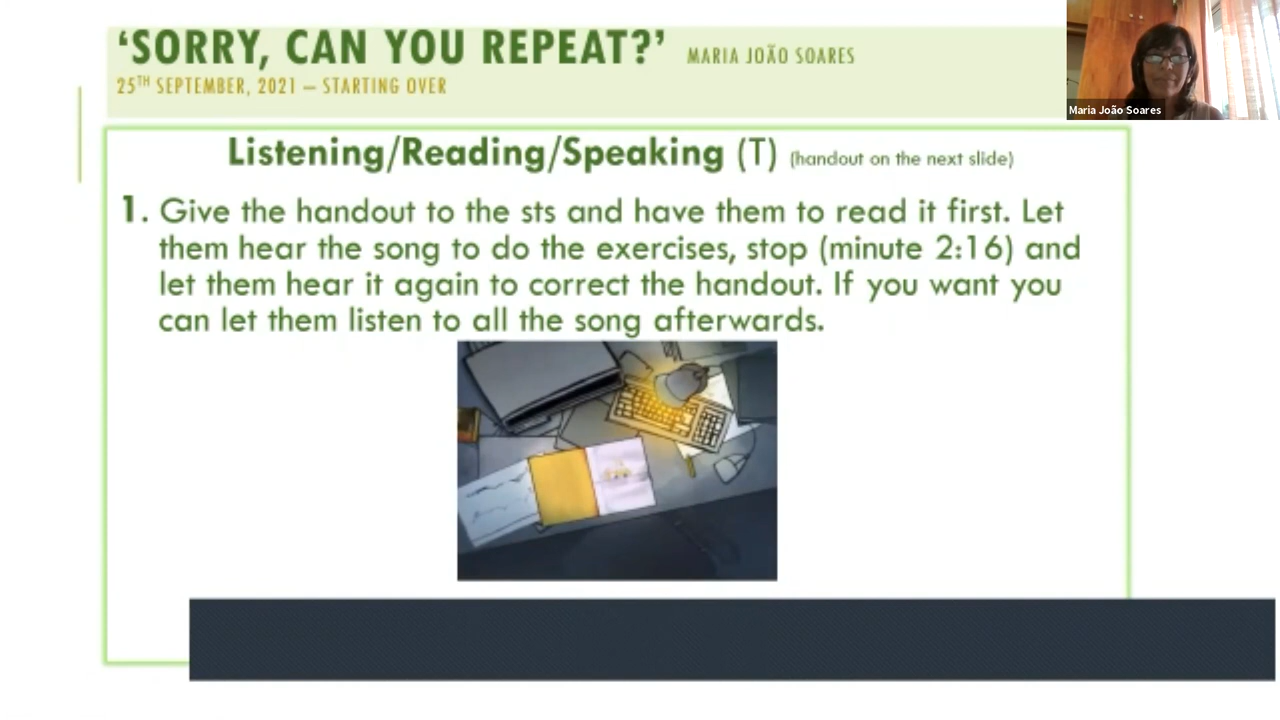 ‘SORRY, CAN YOU REPEAT?’ MARIA JOÃO SOARES
25TH SEPTEMBER, 2021 – STARTING OVER
Maria João Soares
Listening/Reading/Speaking (T) (handout on the next slide)
1. Give the handout to the sts and have them to read it first. Let
them hear the song to do the exercises, stop (minute 2:16) and
let them hear it again to correct the handout. If you want you
can let them listen to all the song afterwards.